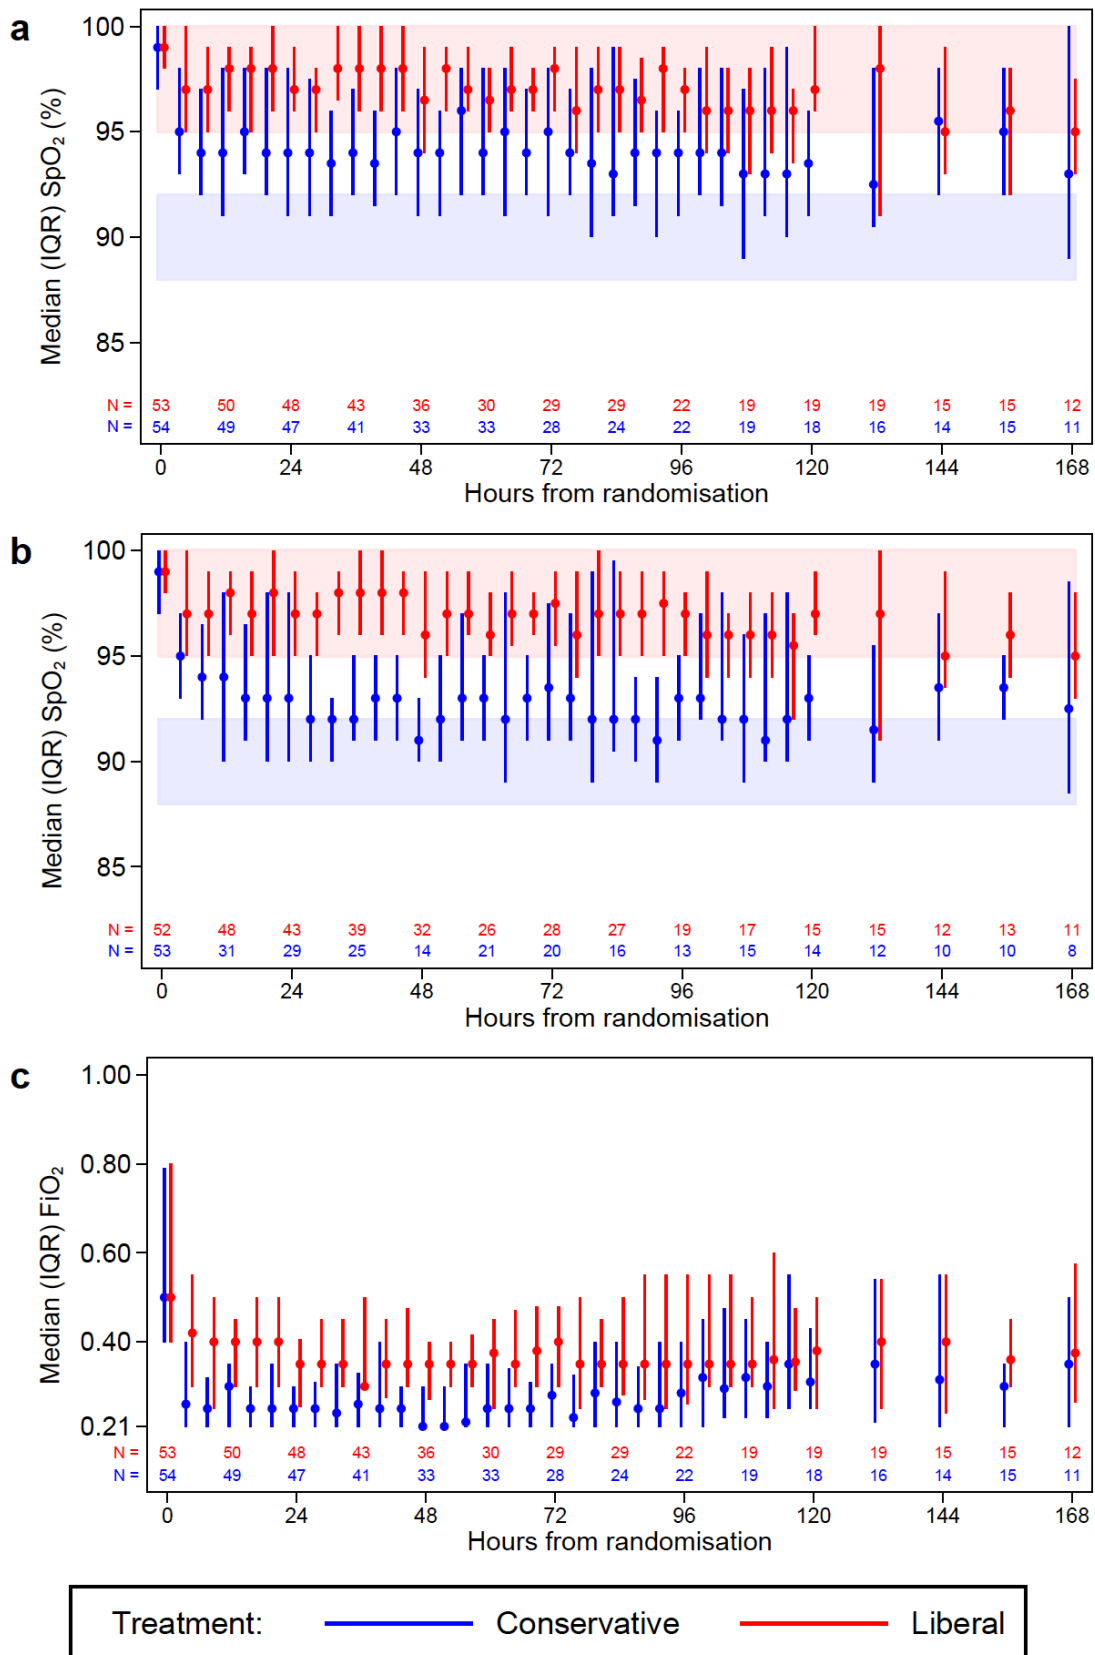 a
Median (IQR) SpO₂ (%)
100
95
90
85
N = 53 50 48 43 36 30 29 29 22 19 19 19 15 15 12
N = 54 49 47 41 33 33 28 24 22 19 18 16 14 15 11
0 24 48 72 96 120 144 168
Hours from randomisation
b
Median (IQR) SpO₂ (%)
100
95
90
85
N = 52 48 43 39 32 26 28 27 19 17 15 15 12 13 11
N = 53 31 29 25 14 21 20 16 13 15 14 12 10 10 8
0 24 48 72 96 120 144 168
Hours from randomisation
c
Median (IQR) FiO₂
1.00
0.80
0.60
0.40
0.21
N = 53 50 48 43 36 30 29 29 22 19 19 19 15 15 12
N = 54 49 47 41 33 33 28 24 22 19 18 16 14 15 11
0 24 48 72 96 120 144 168
Hours from randomisation
Treatment: Conservative Liberal